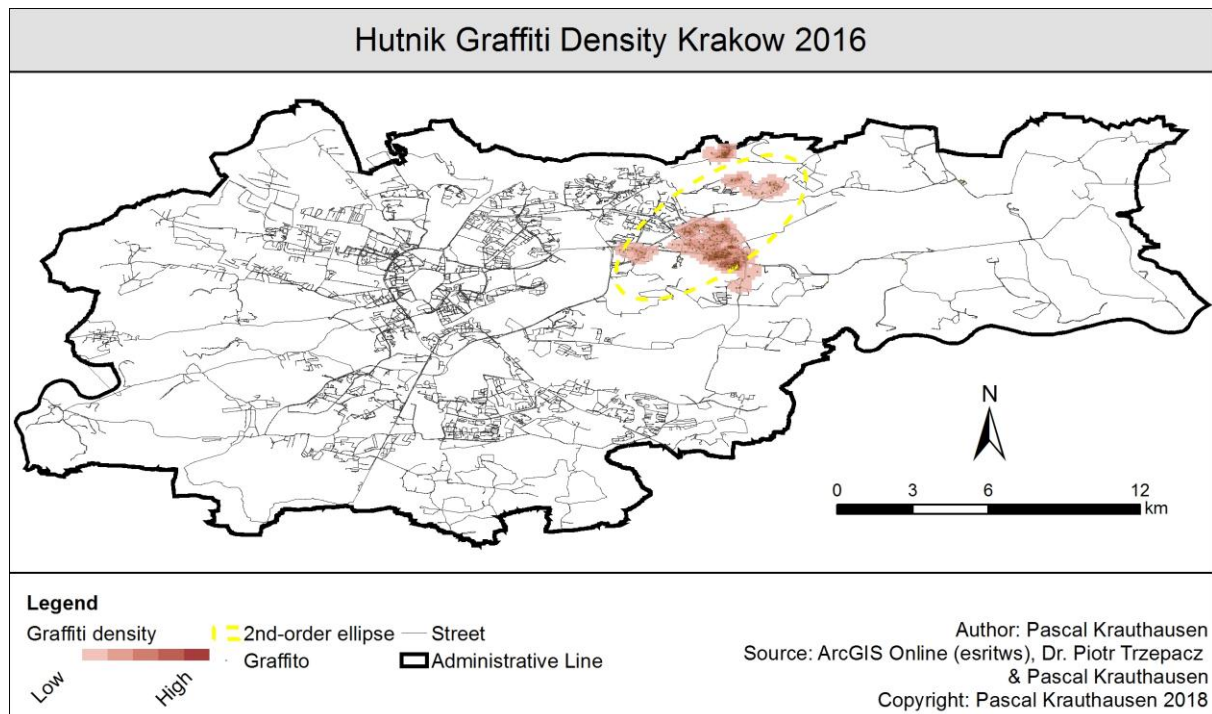 Hutnik Graffiti Density Krakow 2016
N
0 3 6 12
km
Legend
Graffiti density
Low
High
2nd-order ellipse
Graffito
Street
Administrative Line
Author: Pascal Krauthausen
Source: ArcGIS Online (esritws), Dr. Piotr Trzepacz
& Pascal Krauthausen
Copyright: Pascal Krauthausen 2018